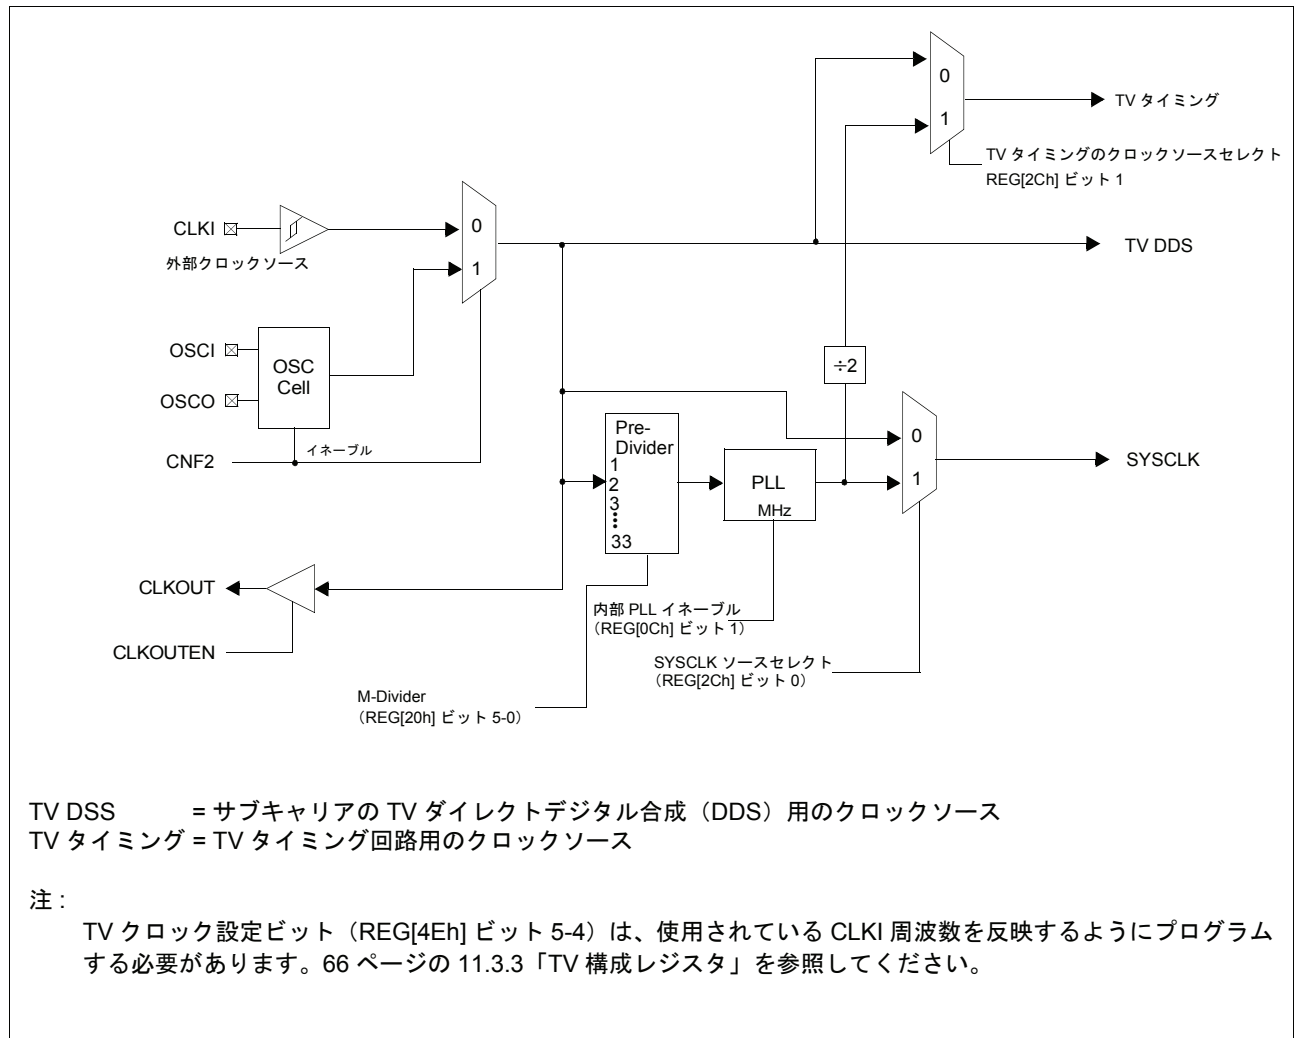 0
1
TV タイミング
TV タイミングのクロックソースセレクト
REG[2Ch] ビット 1
CLKI
外部クロックソース
0
1
TV DDS
OSCI
OSCO
OSC
Cell
CNF2
イネーブル
÷2
Pre-
Divider
1
2
3
33
PLL
MHz
0
1
SYSCLK
CLKOUT
CLKOUTEN
内部 PLL イネーブル
（REG[0Ch] ビット 1）
SYSCLK ソースセレクト
（REG[2Ch] ビット 0）
M-Divider
（REG[20h] ビット 5-0）
TV DSS = サブキャリアの TV ダイレクトデジタル合成（DDS）用のクロックソース
TV タイミング = TV タイミング回路用のクロックソース
注 :
TV クロック設定ビット（REG[4Eh] ビット 5-4）は、使用されている CLKI 周波数を反映するようにプログラム
する必要があります。66 ページの 11.3.3「TV 構成レジスタ」を参照してください。